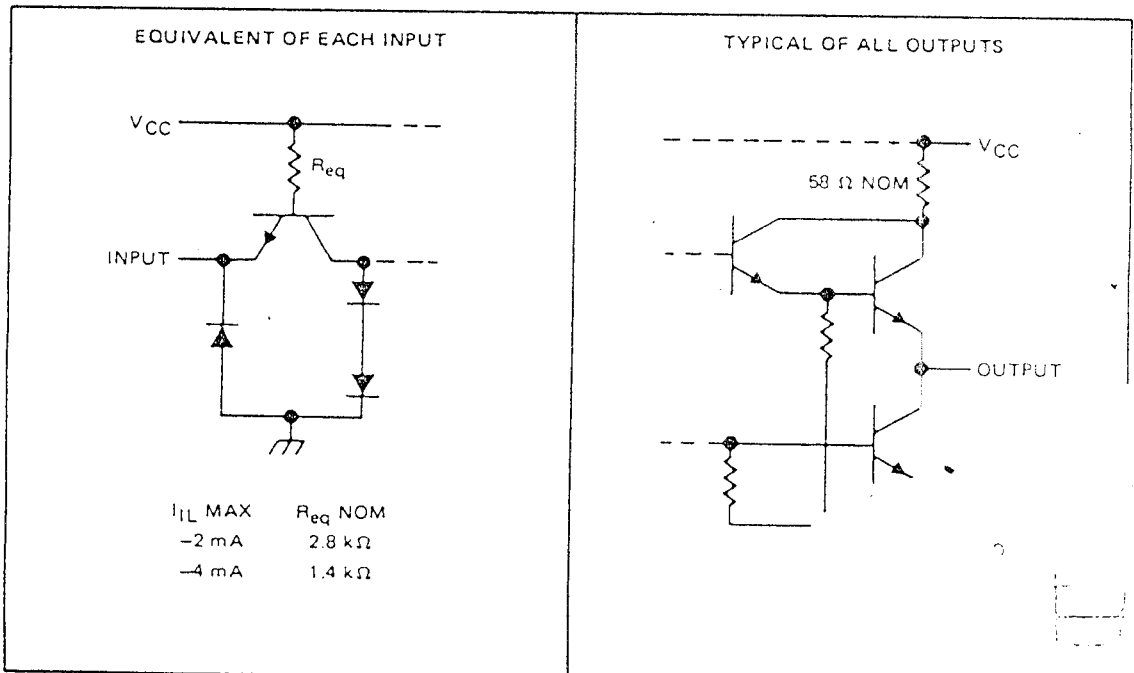 EQUIVALENT OF EACH INPUT
VCC
Req
INPUT
IIL MAX Req NOM
−2 mA 2.8 kΩ
−4 mA 1.4 kΩ
TYPICAL OF ALL OUTPUTS
VCC
58 Ω NOM
OUTPUT